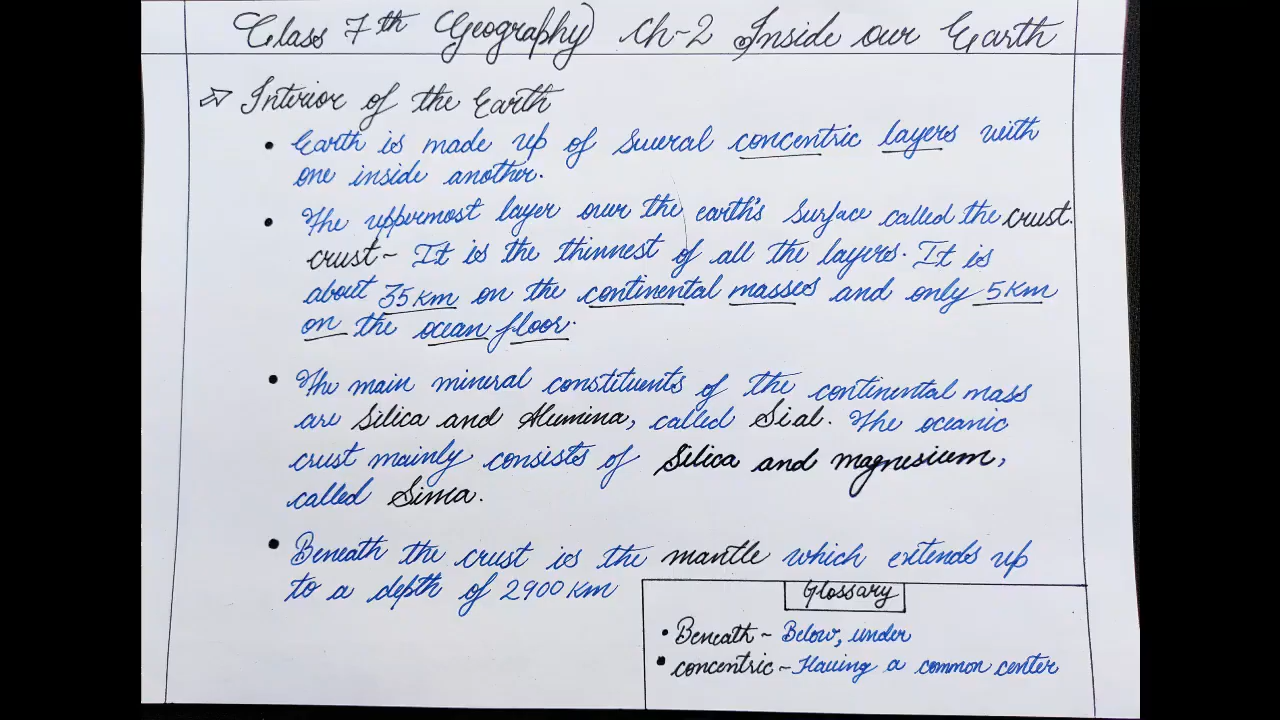 Class 7th Geography Ch-2 Inside our Earth
⇒ Interior of the Earth
• Earth is made up of several concentric layers with
one inside another.
• The uppermost layer over the earth's surface called the crust.
crust~ It is the thinnest of all the layers. It is
about 35 km on the continental masses and only 5 km
on the ocean floor.
• The main mineral constituents of the continental mass
are Silica and Alumina, called Sial. The oceanic
crust mainly consists of Silica and magnesium,
called Sima.
• Beneath the crust is the mantle which extends up
to a depth of 2900 km
Glossary
• Beneath ~ Below, under
• concentric ~ Having a common center